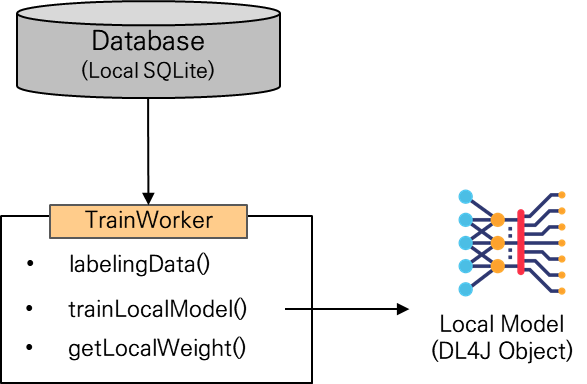 Database
(Local SQLite)
TrainWorker
• labelingData()
• trainLocalModel()
• getLocalWeight()
Local Model
(DL4J Object)